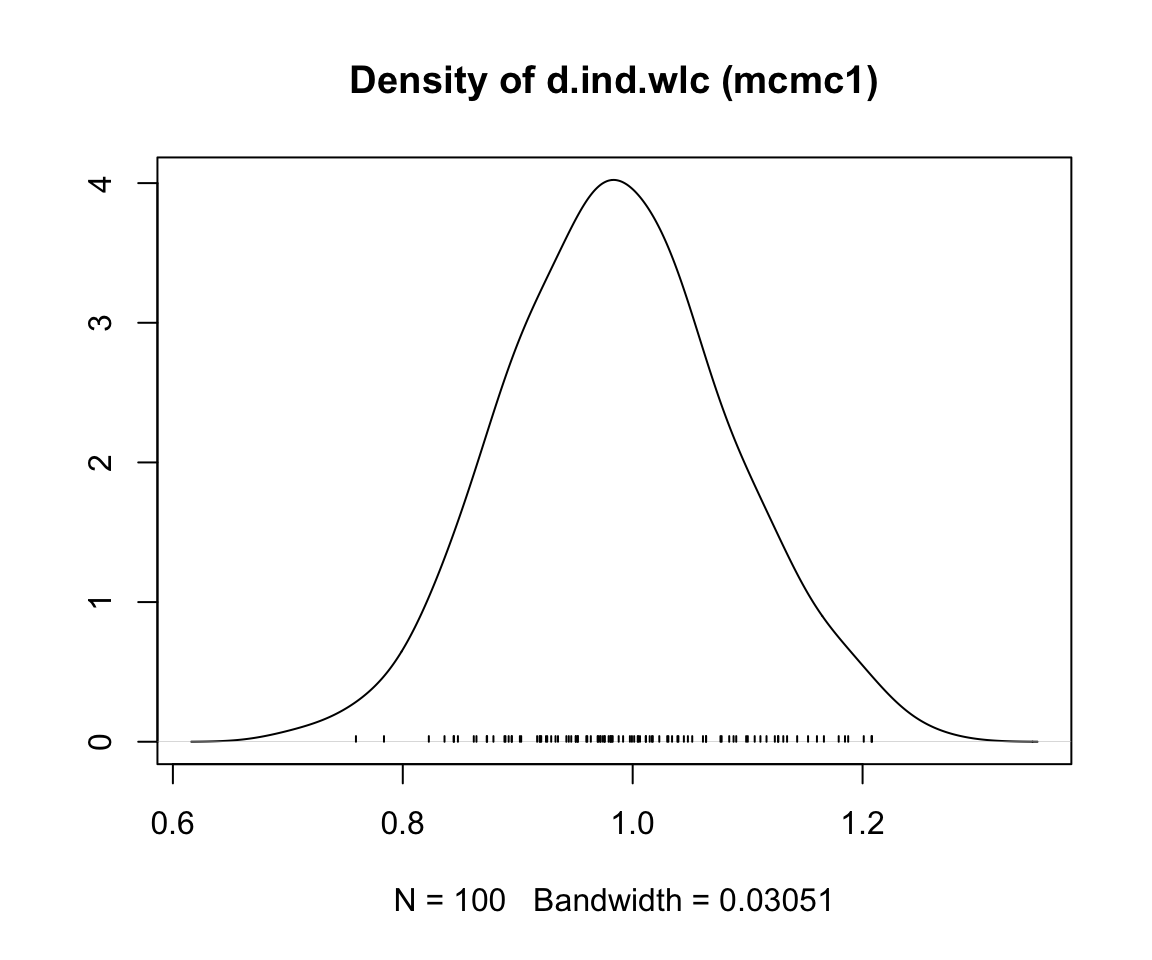 Density of d.ind.wlc (mcmc1)
4
3
2
1
0
0.6 0.8 1.0 1.2
N = 100 Bandwidth = 0.03051